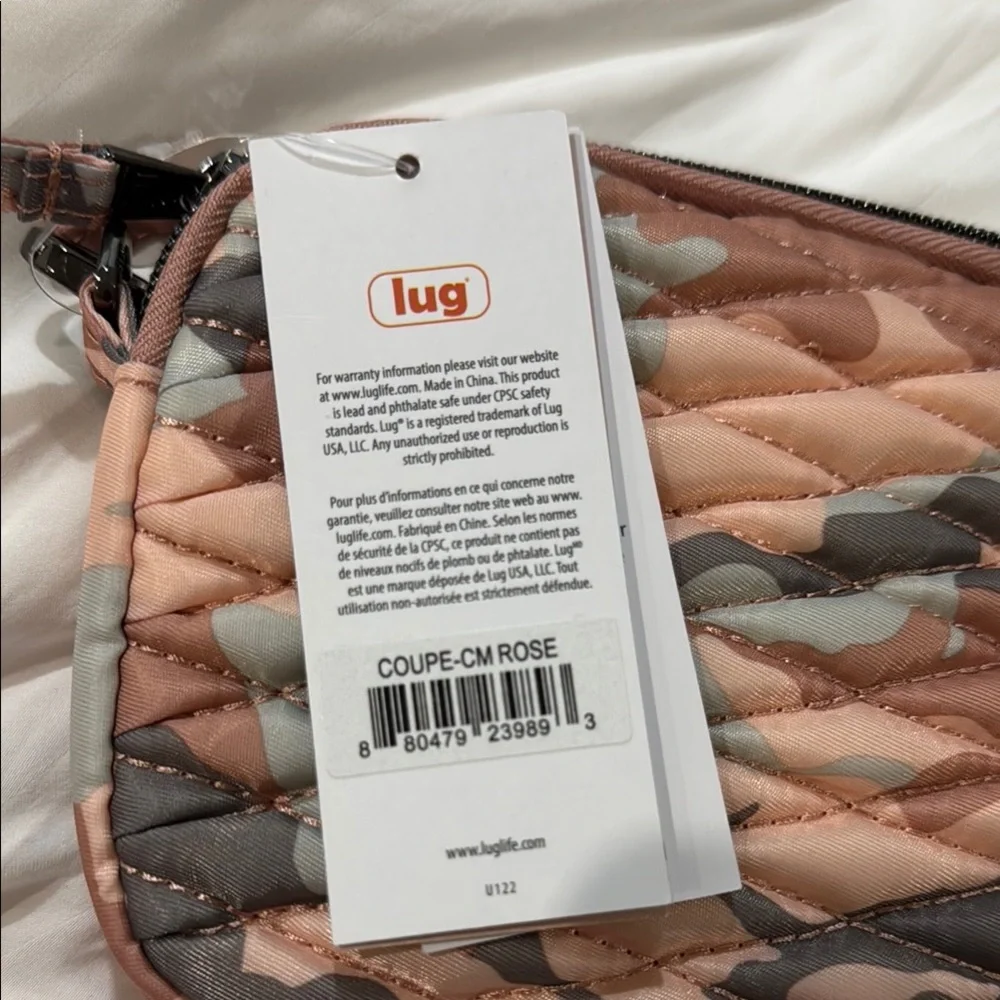 lug®
For warranty information please visit our website
at www.luglife.com. Made in China. This product
is lead and phthalate safe under CPSC safety
standards. Lug® is a registered trademark of Lug
USA, LLC. Any unauthorized use or reproduction is
strictly prohibited.
Pour plus d'informations en ce qui concerne notre
garantie, veuillez consulter notre site web au www.
luglife.com. Fabriqué en Chine. Selon les normes
de sécurité de la CPSC, ce produit ne contient pas
de niveaux nocifs de plomb ou de phtalate. Lug®
est une marque déposée de Lug USA, LLC. Tout
utilisation non-autorisée est strictement défendue.
COUPE-CM ROSE
8 80479 23989 3
www.luglife.com
U122